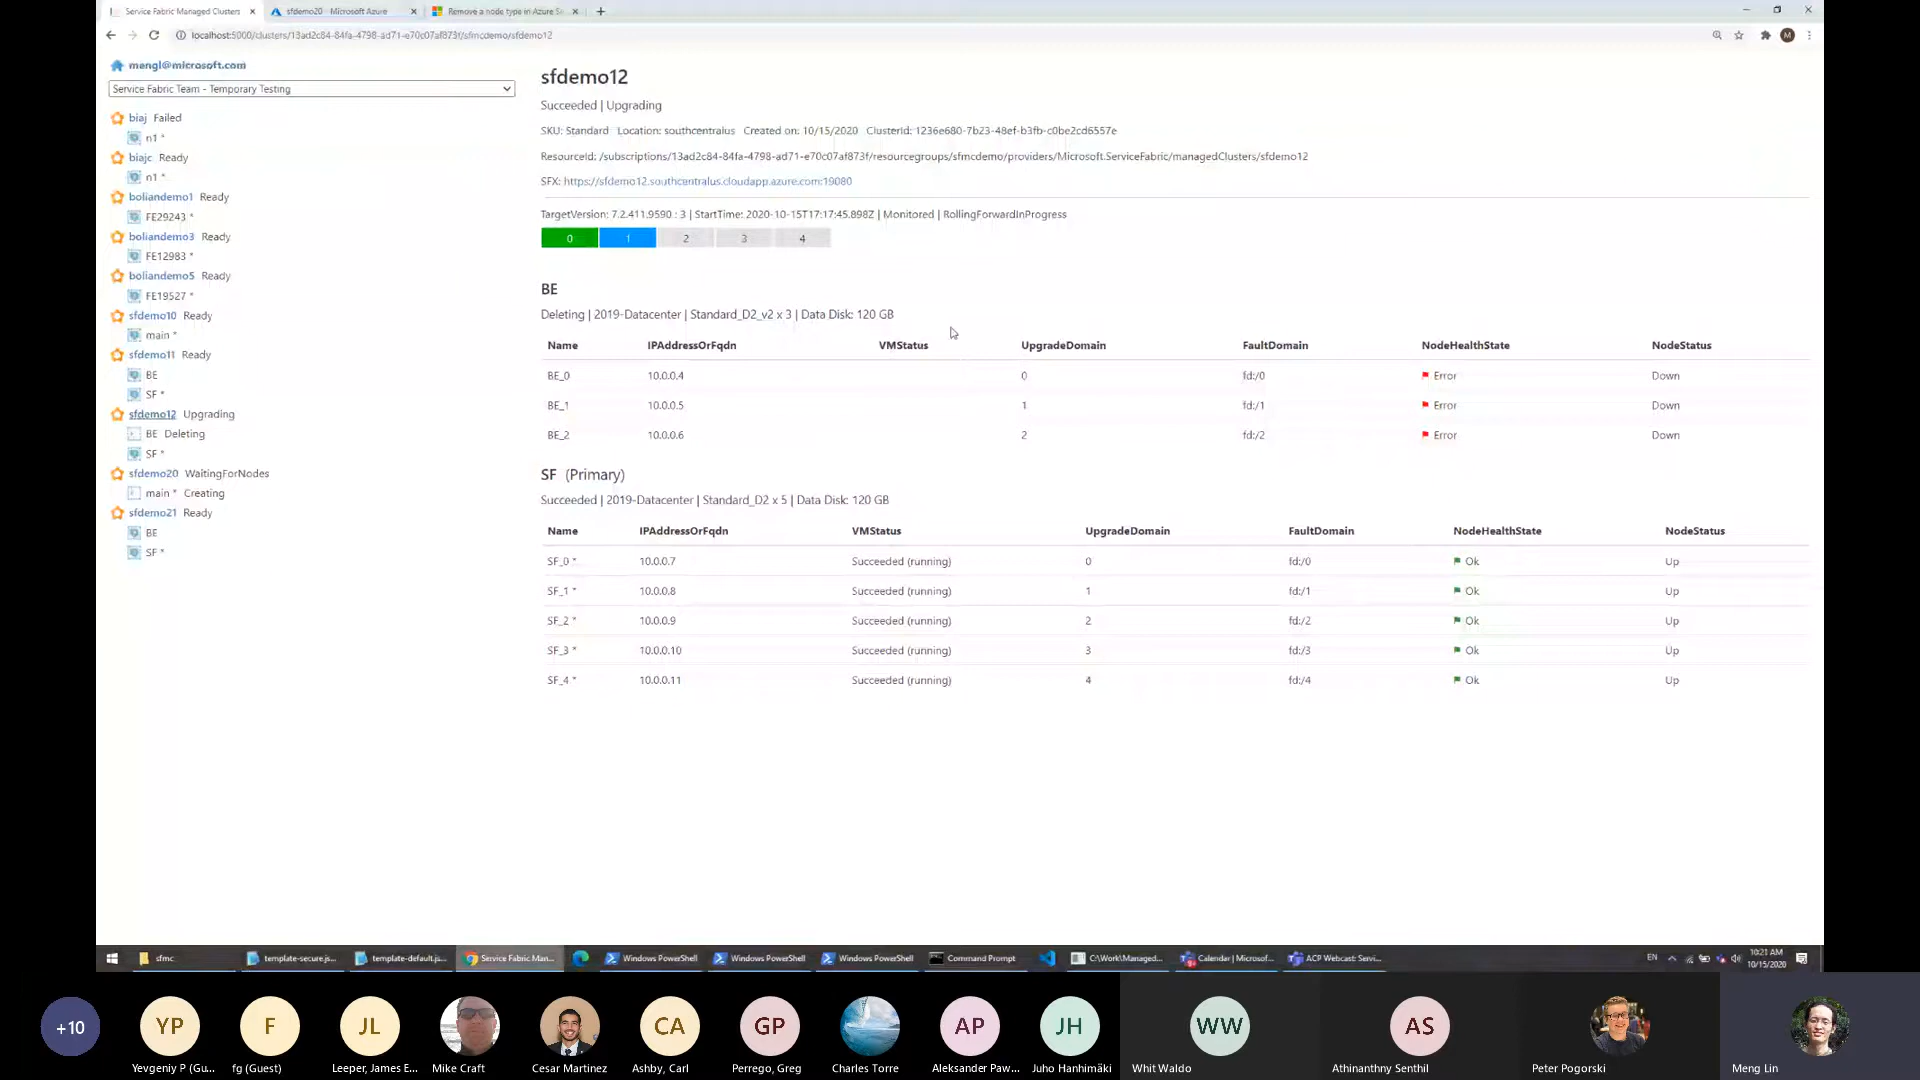 Service Fabric Managed Clusters
sfdemo20 - Microsoft Azure
Remove a node type in Azure Se
localhost:5000/clusters/13ad2c84-84fa-4798-ad71-e70c07af873f/sfmcdemo/sfdemo12
M
mengl@microsoft.com
Service Fabric Team - Temporary Testing
biaj Failed
n1 *
biajc Ready
n1 *
boliandemo1 Ready
FE29243 *
boliandemo3 Ready
FE12983 *
boliandemo5 Ready
FE19527 *
sfdemo10 Ready
main *
sfdemo11 Ready
BE
SF *
sfdemo12 Upgrading
BE Deleting
SF *
sfdemo20 WaitingForNodes
main * Creating
sfdemo21 Ready
BE
SF *
sfdemo12
Succeeded | Upgrading
SKU: Standard Location: southcentralus Created on: 10/15/2020 ClusterId: 1236e680-7b23-48ef-b3fb-c0be2cd6557e
ResourceId: /subscriptions/13ad2c84-84fa-4798-ad71-e70c07af873f/resourcegroups/sfmcdemo/providers/Microsoft.ServiceFabric/managedClusters/sfdemo12
SFX: https://sfdemo12.southcentralus.cloudapp.azure.com:19080
TargetVersion: 7.2.411.9590 : 3 | StartTime: 2020-10-15T17:17:45.898Z | Monitored | RollingForwardInProgress
0 1 2 3 4
BE
Deleting | 2019-Datacenter | Standard_D2_v2 x 3 | Data Disk: 120 GB
Name IPAddressOrFqdn VMStatus UpgradeDomain FaultDomain NodeHealthState NodeStatus
BE_0 10.0.0.4 0 fd:/0 Error Down
BE_1 10.0.0.5 1 fd:/1 Error Down
BE_2 10.0.0.6 2 fd:/2 Error Down
SF (Primary)
Succeeded | 2019-Datacenter | Standard_D2 x 5 | Data Disk: 120 GB
Name IPAddressOrFqdn VMStatus UpgradeDomain FaultDomain NodeHealthState NodeStatus
SF_0 * 10.0.0.7 Succeeded (running) 0 fd:/0 Ok Up
SF_1 * 10.0.0.8 Succeeded (running) 1 fd:/1 Ok Up
SF_2 * 10.0.0.9 Succeeded (running) 2 fd:/2 Ok Up
SF_3 * 10.0.0.10 Succeeded (running) 3 fd:/3 Ok Up
SF_4 * 10.0.0.11 Succeeded (running) 4 fd:/4 Ok Up
sfmc
template-secure.js...
template-default.js...
Service Fabric Man...
Windows PowerShell
Windows PowerShell
Windows PowerShell
Command Prompt
C:\Work\Managed...
Calendar | Microsof...
ACP Webcast: Servi...
EN
10:21 AM
10/15/2020
+10 YP F JL CA GP AP JH WW AS
Yevgeniy P (Gu... fg (Guest) Leeper, James E... Mike Craft Cesar Martinez Ashby, Carl Perrego, Greg Charles Torre Aleksander Paw... Juho Hanhimäki Whit Waldo Athinanthny Senthil Peter Pogorski Meng Lin